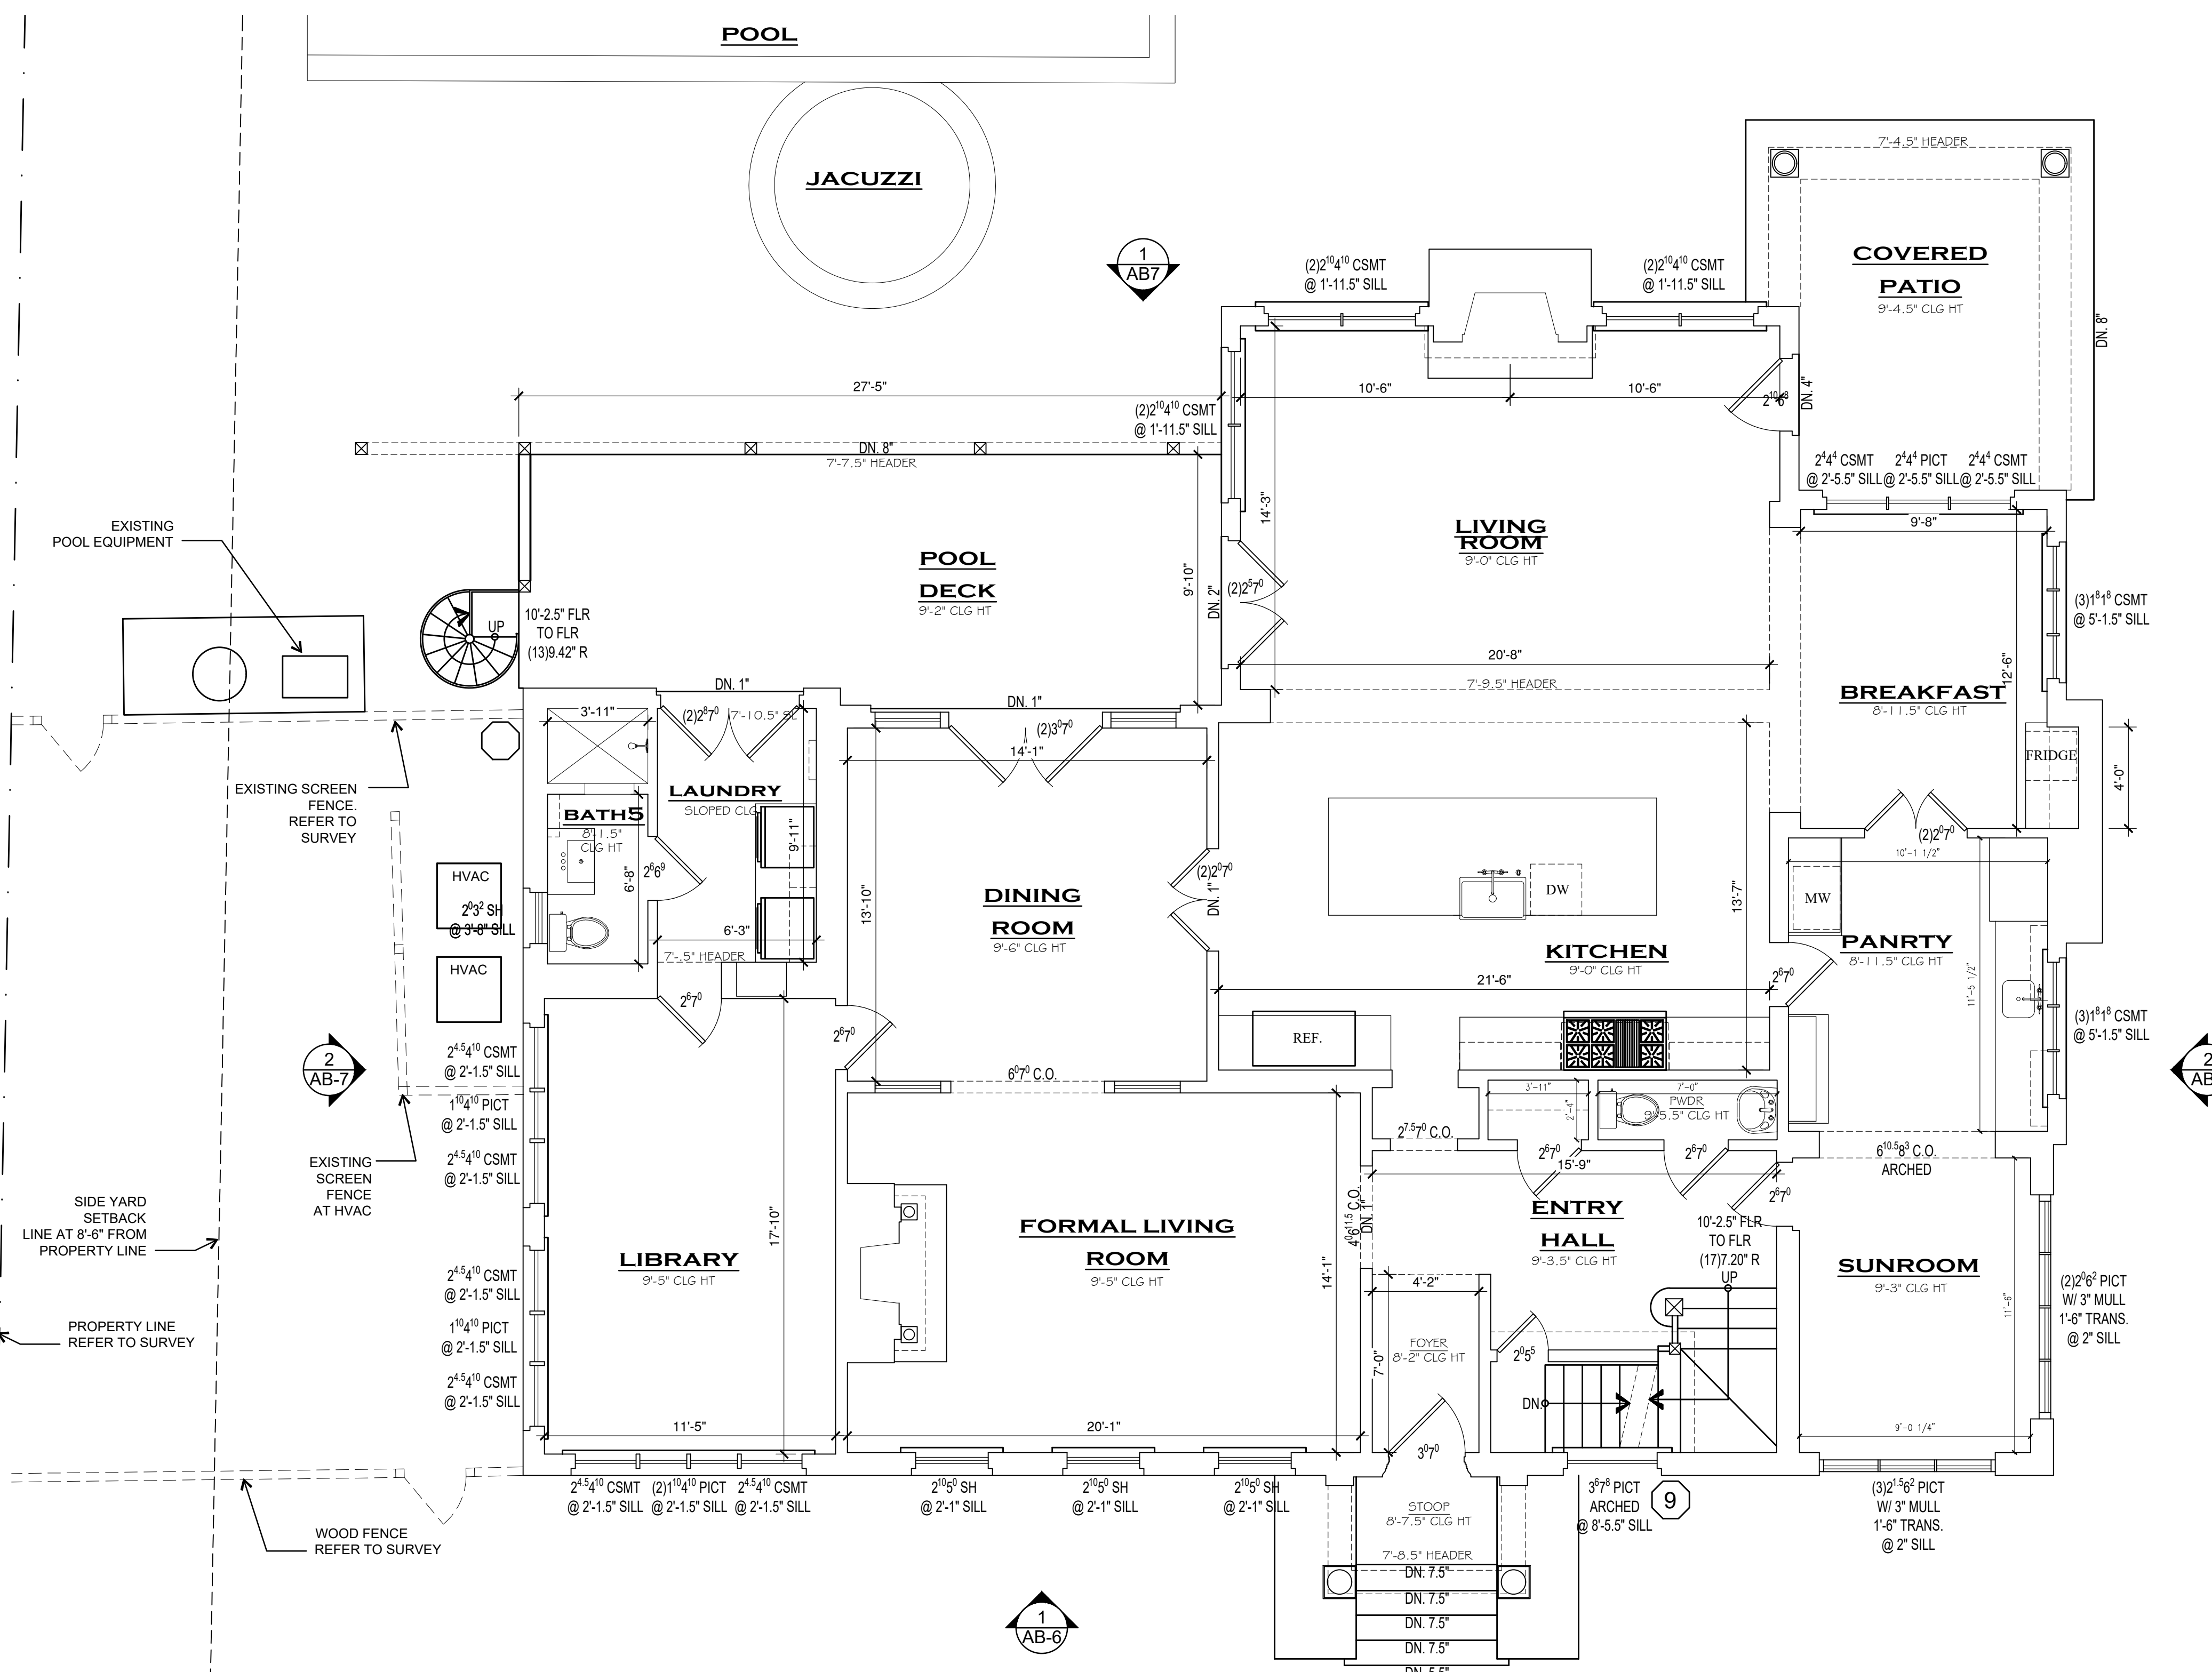 POOL
JACUZZI
7'-4.5" HEADER
COVERED
PATIO
9'-4.5" CLG HT
DN. 8"
1
AB7
(2)2¹⁰4¹⁰ CSMT
@ 1'-11.5" SILL
(2)2¹⁰4¹⁰ CSMT
@ 1'-11.5" SILL
27'-5"
10'-6"
10'-6"
2¹⁰6⁸
DN. 4"
(2)2¹⁰4¹⁰ CSMT
@ 1'-11.5" SILL
DN. 8"
7'-7.5" HEADER
2⁴4⁴ CSMT
@ 2'-5.5" SILL
2⁴4⁴ PICT
@ 2'-5.5" SILL
2⁴4⁴ CSMT
@ 2'-5.5" SILL
9'-8"
14'-3"
LIVING
ROOM
9'-0" CLG HT
EXISTING
POOL EQUIPMENT
POOL
DECK
9'-2" CLG HT
9'-10"
DN. 2"
(2)2⁵7⁰
10'-2.5" FLR
TO FLR
(13)9.42" R
UP
(3)1⁸1⁸ CSMT
@ 5'-1.5" SILL
20'-8"
7'-9.5" HEADER
12'-6"
BREAKFAST
8'-11.5" CLG HT
DN. 1"
3'-11"
(2)2⁸7⁰
7'-10.5" SL
DN. 1"
(2)3⁰7⁰
14'-1"
FRIDGE
4'-0"
EXISTING SCREEN
FENCE.
REFER TO
SURVEY
LAUNDRY
SLOPED CLG
BATH5
8'-1.5"
CLG HT
9'-11"
6'-8"
2⁶6⁹
(2)2⁰7⁰
10'-1 1/2"
HVAC
2⁰3² SH
@ 3'-8" SILL
HVAC
DINING
ROOM
9'-6" CLG HT
13'-10"
(2)2⁰7⁰
DN. 1"
DW
13'-7"
MW
KITCHEN
9'-0" CLG HT
PANRTY
8'-11.5" CLG HT
11'-5 1/2"
6'-3"
7'-.5" HEADER
2⁶7⁰
21'-6"
2⁶7⁰
REF.
(3)1⁸1⁸ CSMT
@ 5'-1.5" SILL
2⁶7⁰
2
AB-7
2
AB
2⁴·⁵4¹⁰ CSMT
@ 2'-1.5" SILL
1¹⁰4¹⁰ PICT
@ 2'-1.5" SILL
2⁴·⁵4¹⁰ CSMT
@ 2'-1.5" SILL
6⁰7⁰ C.O.
3'-11"
2'-4"
7'-0"
PWDR
9'-5.5" CLG HT
2⁷·⁵7⁰ C.O.
2⁶7⁰
2⁶7⁰
15'-9"
6¹⁰·⁵8³ C.O.
ARCHED
2⁶7⁰
EXISTING
SCREEN
FENCE
AT HVAC
SIDE YARD
SETBACK
LINE AT 8'-6" FROM
PROPERTY LINE
17'-10"
LIBRARY
9'-5" CLG HT
FORMAL LIVING
ROOM
9'-5" CLG HT
14'-1"
4⁰6¹¹·⁵ C.O.
DN. 1"
ENTRY
HALL
9'-3.5" CLG HT
10'-2.5" FLR
TO FLR
(17)7.20" R
UP
SUNROOM
9'-3" CLG HT
11'-6"
4'-2"
7'-0"
FOYER
8'-2" CLG HT
2⁰5⁵
DN.
(2)2⁰6² PICT
W/ 3" MULL
1'-6" TRANS.
@ 2" SILL
2⁴·⁵4¹⁰ CSMT
@ 2'-1.5" SILL
1¹⁰4¹⁰ PICT
@ 2'-1.5" SILL
2⁴·⁵4¹⁰ CSMT
@ 2'-1.5" SILL
PROPERTY LINE
REFER TO SURVEY
11'-5"
20'-1"
3⁰7⁰
9'-0 1/4"
2⁴·⁵4¹⁰ CSMT
@ 2'-1.5" SILL
(2)1¹⁰4¹⁰ PICT
@ 2'-1.5" SILL
2⁴·⁵4¹⁰ CSMT
@ 2'-1.5" SILL
2¹⁰5⁰ SH
@ 2'-1" SILL
2¹⁰5⁰ SH
@ 2'-1" SILL
2¹⁰5⁰ SH
@ 2'-1" SILL
STOOP
8'-7.5" CLG HT
7'-8.5" HEADER
3⁶7⁸ PICT
ARCHED
@ 8'-5.5" SILL
9
(3)2¹·⁵6² PICT
W/ 3" MULL
1'-6" TRANS.
@ 2" SILL
WOOD FENCE
REFER TO SURVEY
DN. 7.5"
DN. 7.5"
DN. 7.5"
DN. 7.5"
DN. 5.5"
1
AB-6